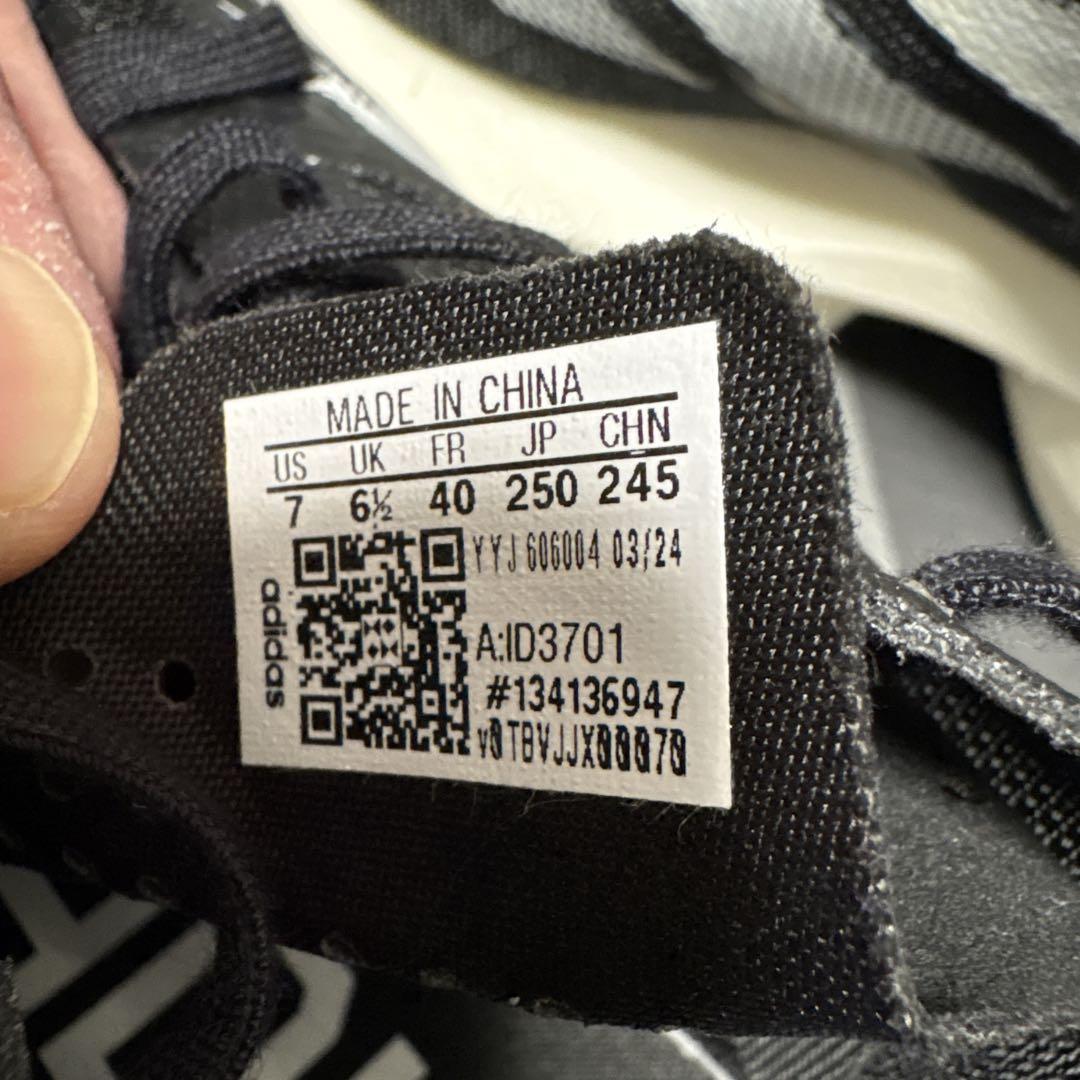 MADE IN CHINA
US UK FR JP CHN
7 6½ 40 250 245
YYJ 606004 03/24
adidas
A:ID3701
#134136947
v0TBVJJX00070